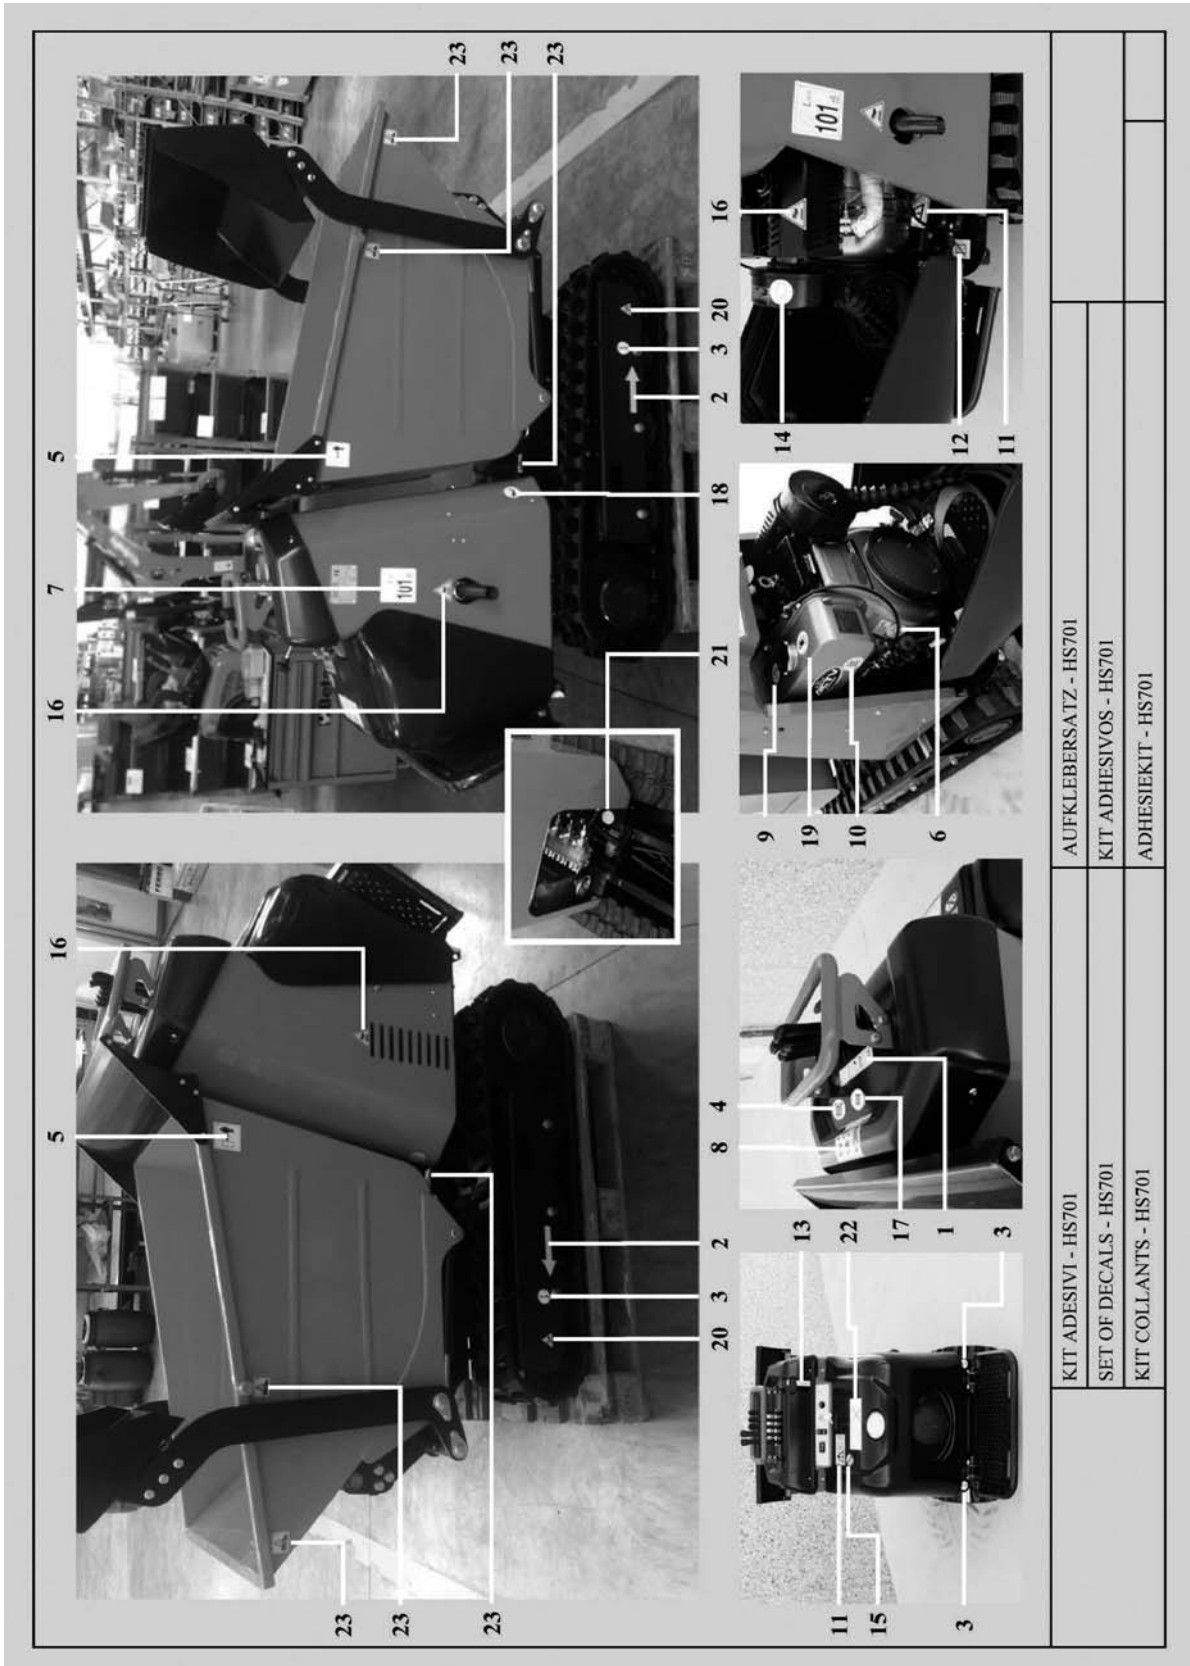 5 16 16 7 5
23
23
23
23
23
23
101
20 3 2 21 18 2 3 20
13 8 4 16
22
17
1
3
11
15
3
9
19
10
6
14
12
11
101
KIT ADESIVI - HS701
AUFKLEBERSATZ - HS701
SET OF DECALS - HS701
KIT ADHESIVOS - HS701
KIT COLLANTS - HS701
ADHESIEKIT - HS701